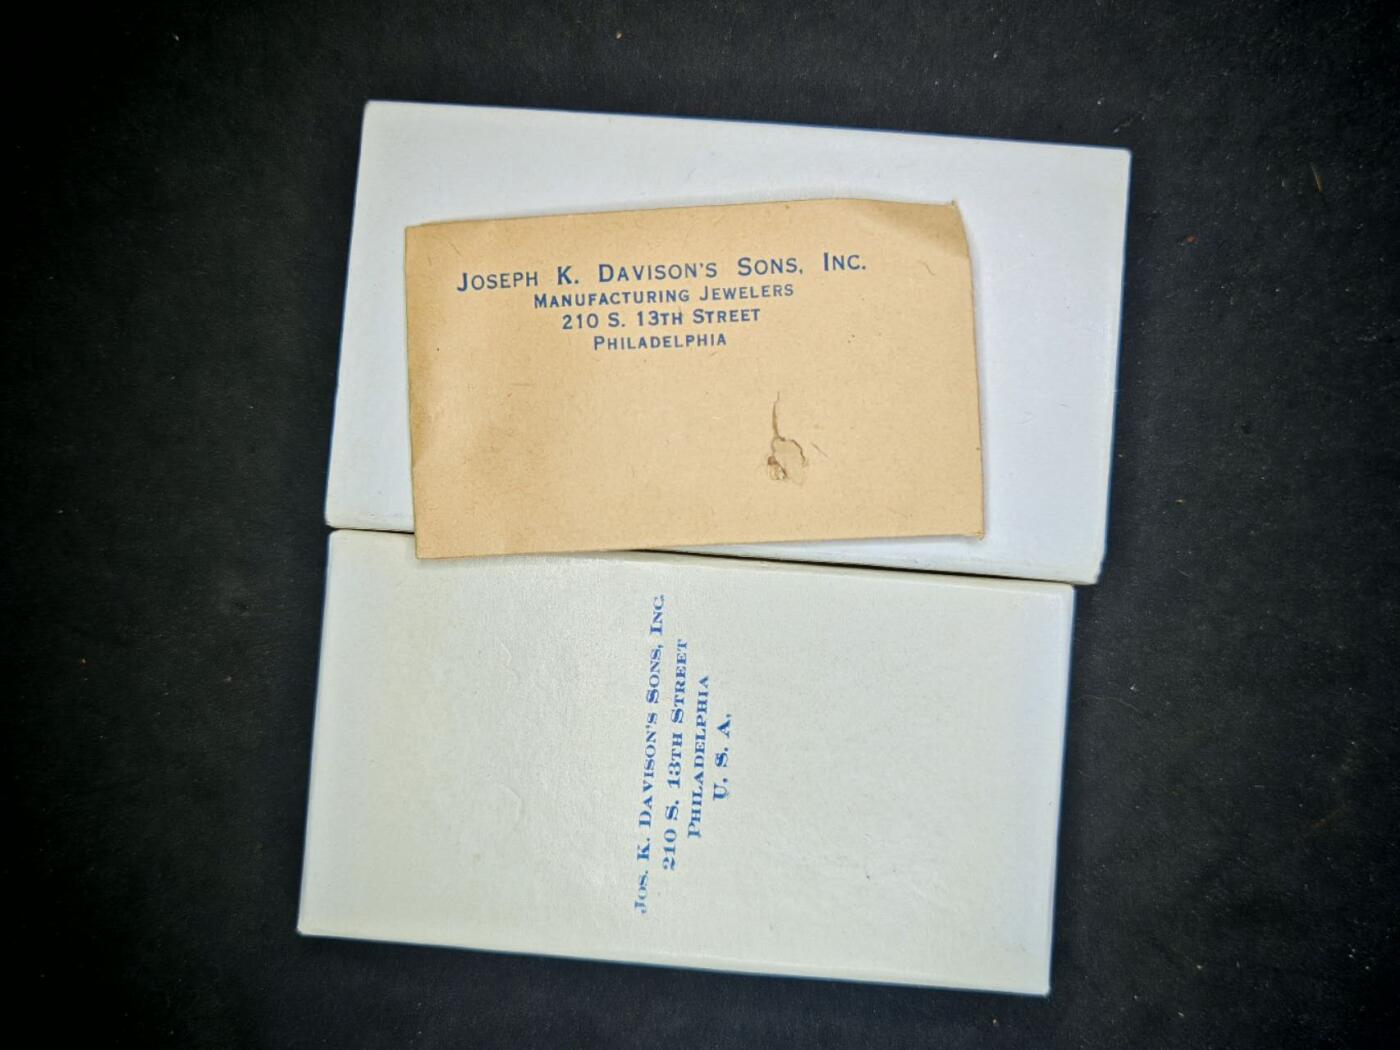 JOSEPH K. DAVISON'S SONS, INC.
MANUFACTURING JEWELERS
210 S. 13TH STREET
PHILADELPHIA
JOS. K. DAVISON'S SONS, INC.
210 S. 13TH STREET
PHILADELPHIA
U. S. A.